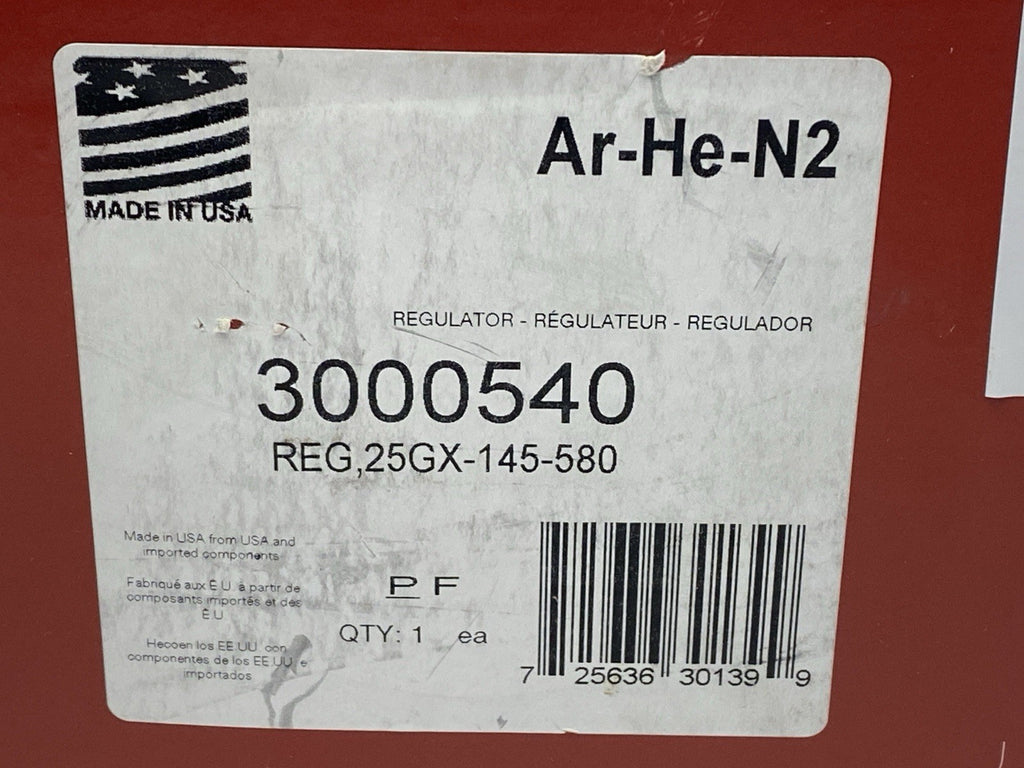 MADE IN USA
Ar-He-N2
REGULATOR - RÉGULATEUR - REGULADOR
3000540
REG,25GX-145-580
Made in USA from USA and
imported components
Fabriqué aux É.U. à partir de
composants importés et des
É.U.
Hecoen los EE.UU. con
componentes de los EE.UU. e
importados
P F
QTY: 1 ea
7 25636 30139 9